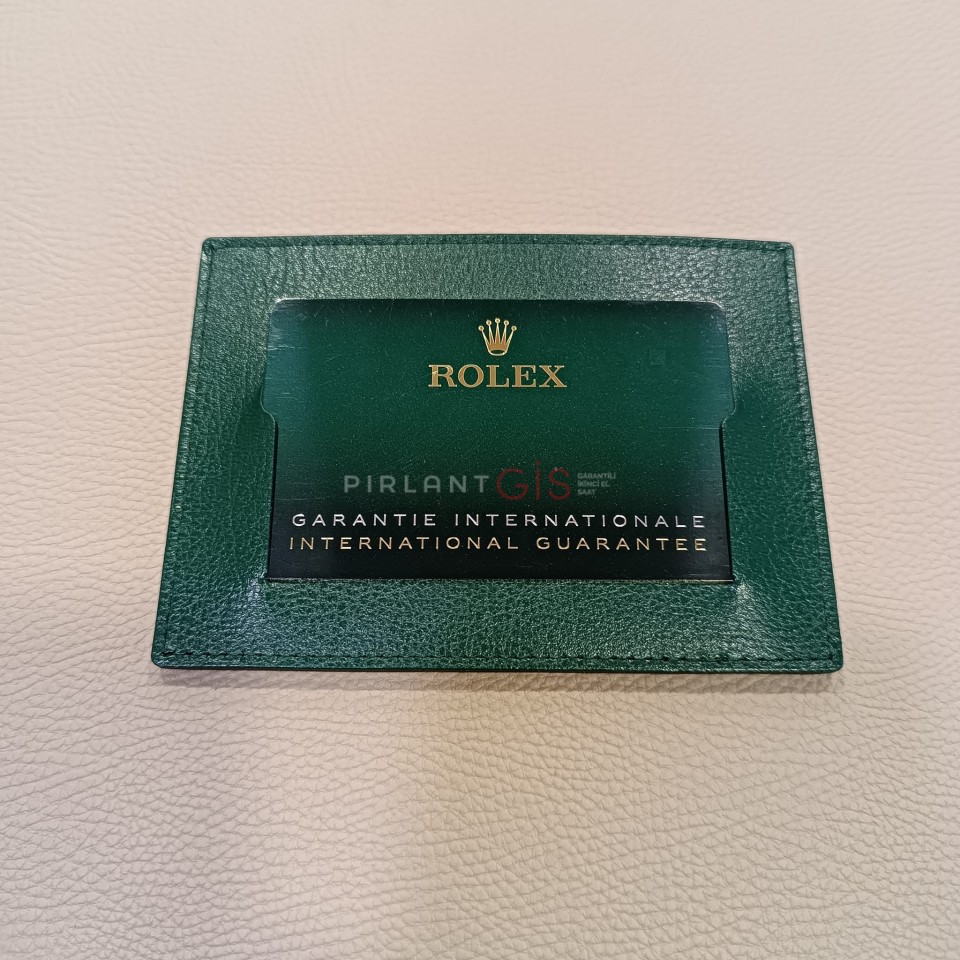 ROLEX
PIRLANTGİS
GARANTİLİ
İKİNCİ EL
SAAT
GARANTIE INTERNATIONALE
INTERNATIONAL GUARANTEE